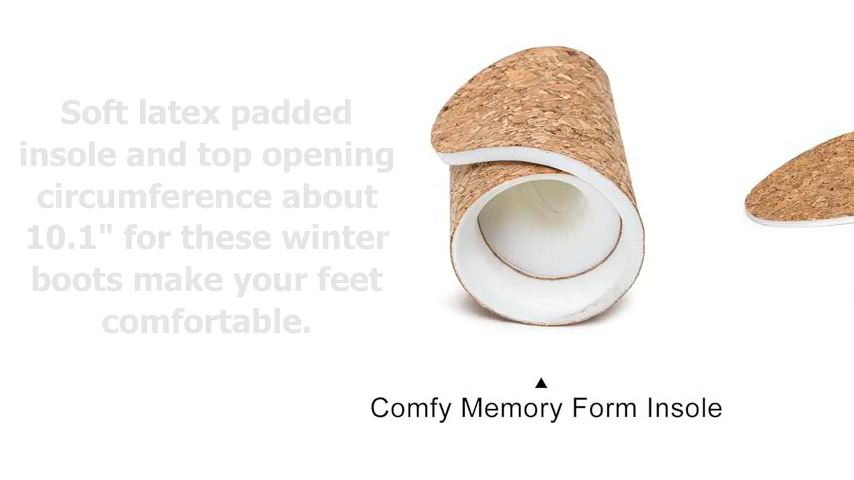 Soft latex padded
insole and top opening
circumference about
10.1" for these winter
boots make your feet
comfortable.
Comfy Memory Form Insole